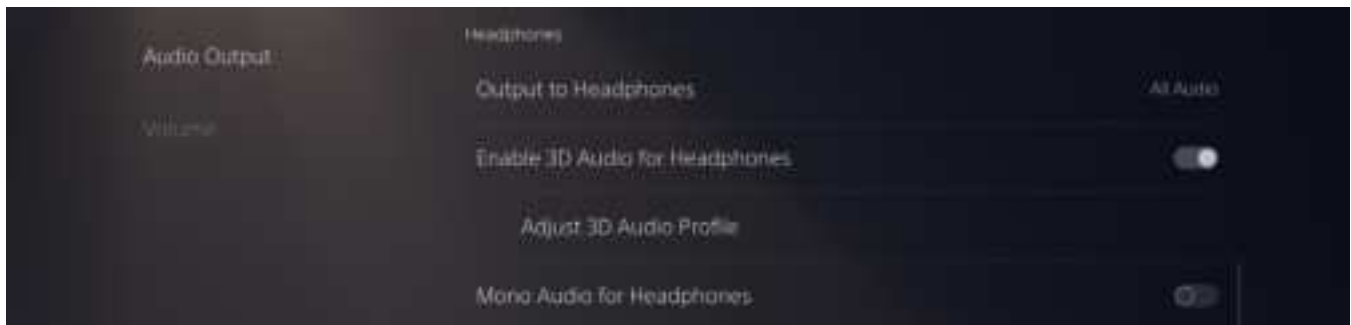 Audio Output
Volume
Headphones
Output to Headphones
All Audio
Enable 3D Audio for Headphones
Adjust 3D Audio Profile
Mono Audio for Headphones